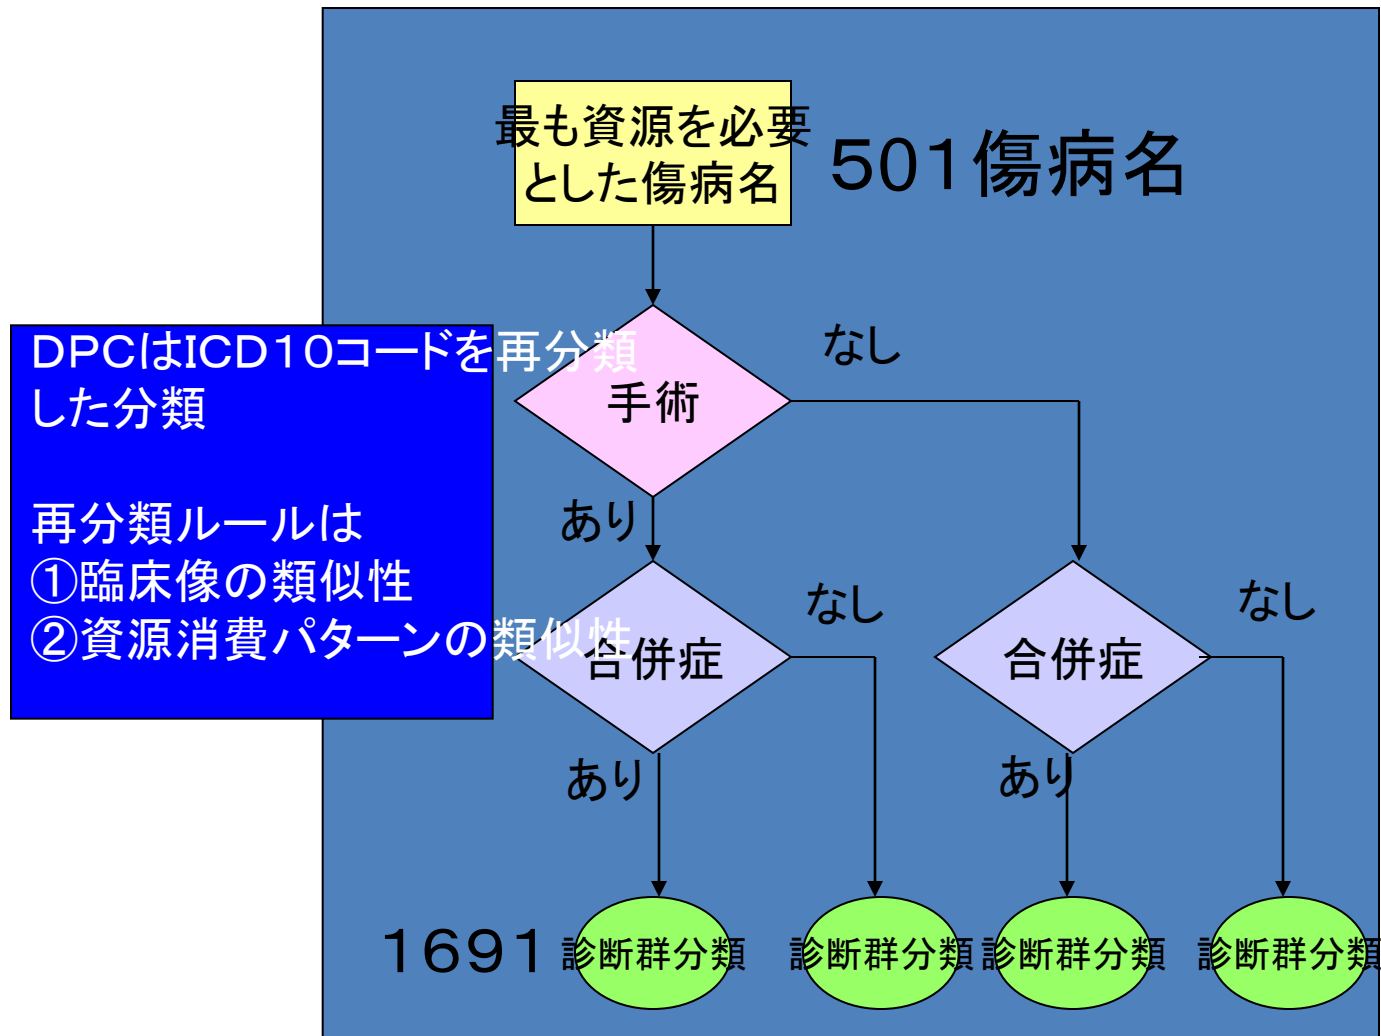 最も資源を必要
とした傷病名
５０１傷病名
DPCはICD１０コードを再分類
した分類
再分類ルールは
①臨床像の類似性
②資源消費パターンの類似性
手術
なし
あり
合併症
なし
合併症
なし
あり
あり
１６９１
診断群分類
診断群分類
診断群分類
診断群分類